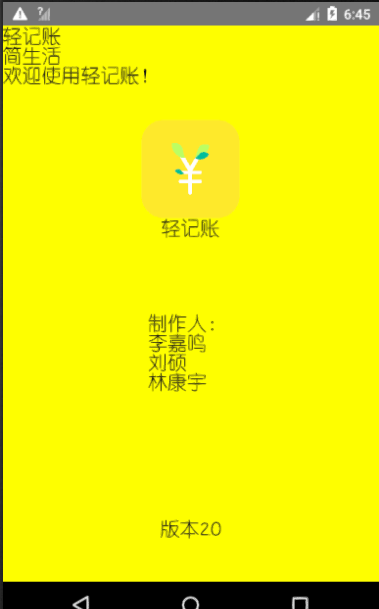 6:45
轻记账
简生活
欢迎使用轻记账!
¥
轻记账
制作人:
李嘉鸣
刘硕
林康宇
版本2.0